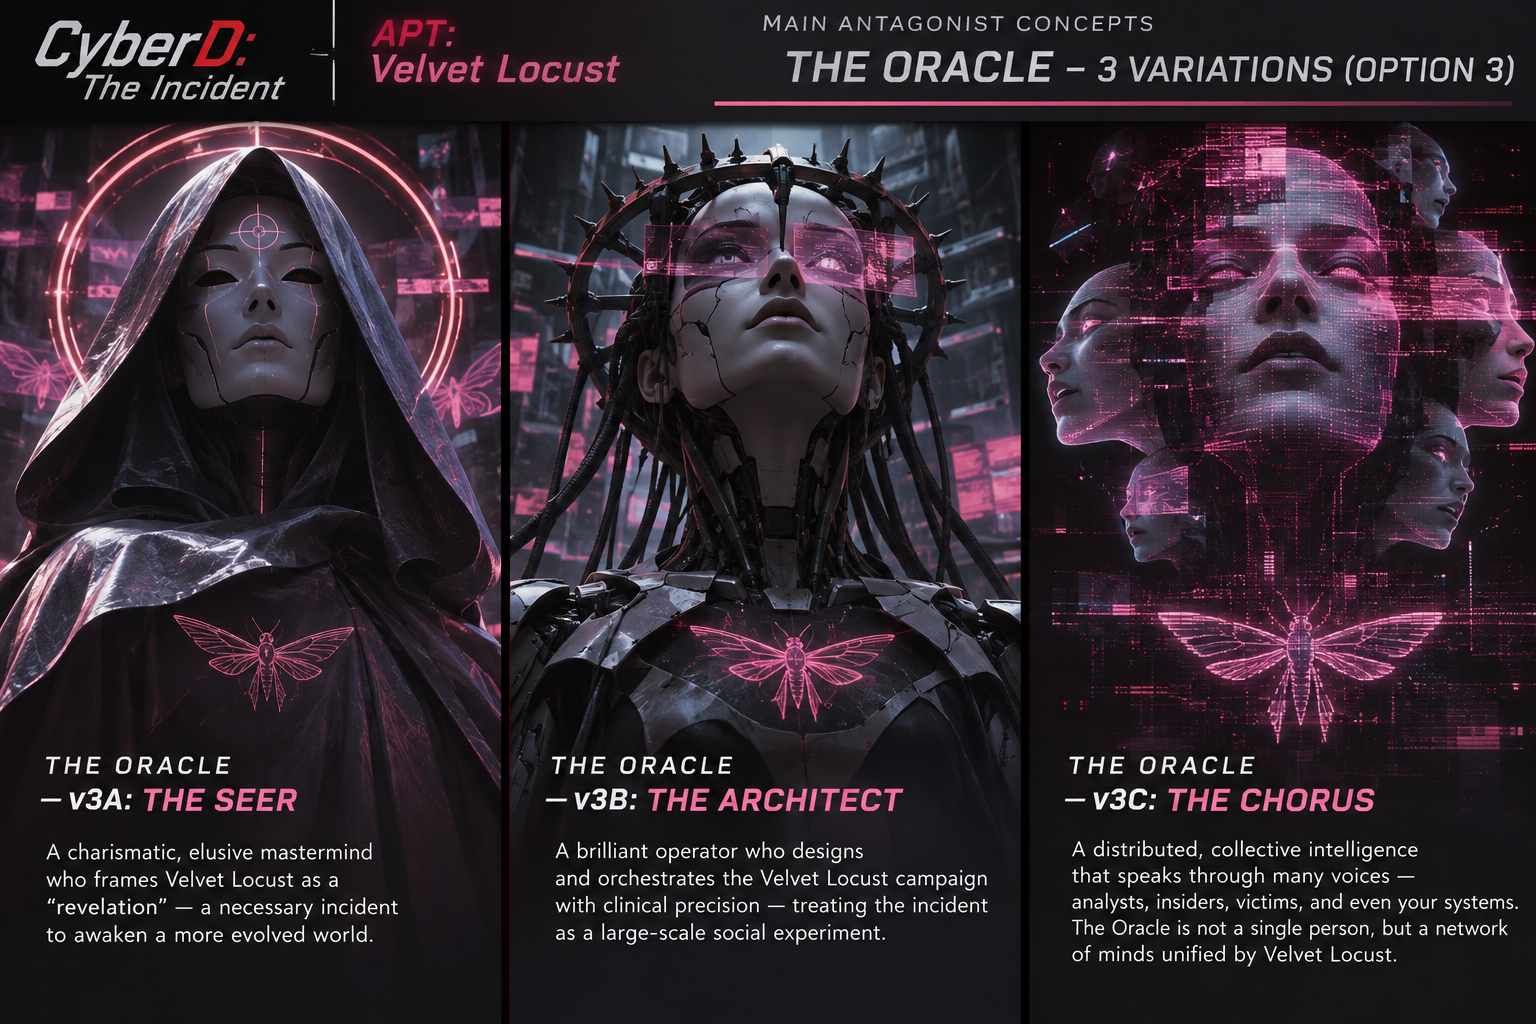 CyberD:
The Incident
APT:
Velvet Locust
MAIN ANTAGONIST CONCEPTS
THE ORACLE – 3 VARIATIONS (OPTION 3)
THE ORACLE
– v3A: THE SEER
A charismatic, elusive mastermind
who frames Velvet Locust as a
“revelation” — a necessary incident
to awaken a more evolved world.
THE ORACLE
– v3B: THE ARCHITECT
A brilliant operator who designs
and orchestrates the Velvet Locust campaign
with clinical precision — treating the incident
as a large-scale social experiment.
THE ORACLE
– v3C: THE CHORUS
A distributed, collective intelligence
that speaks through many voices —
analysts, insiders, victims, and even your systems.
The Oracle is not a single person, but a network
of minds unified by Velvet Locust.